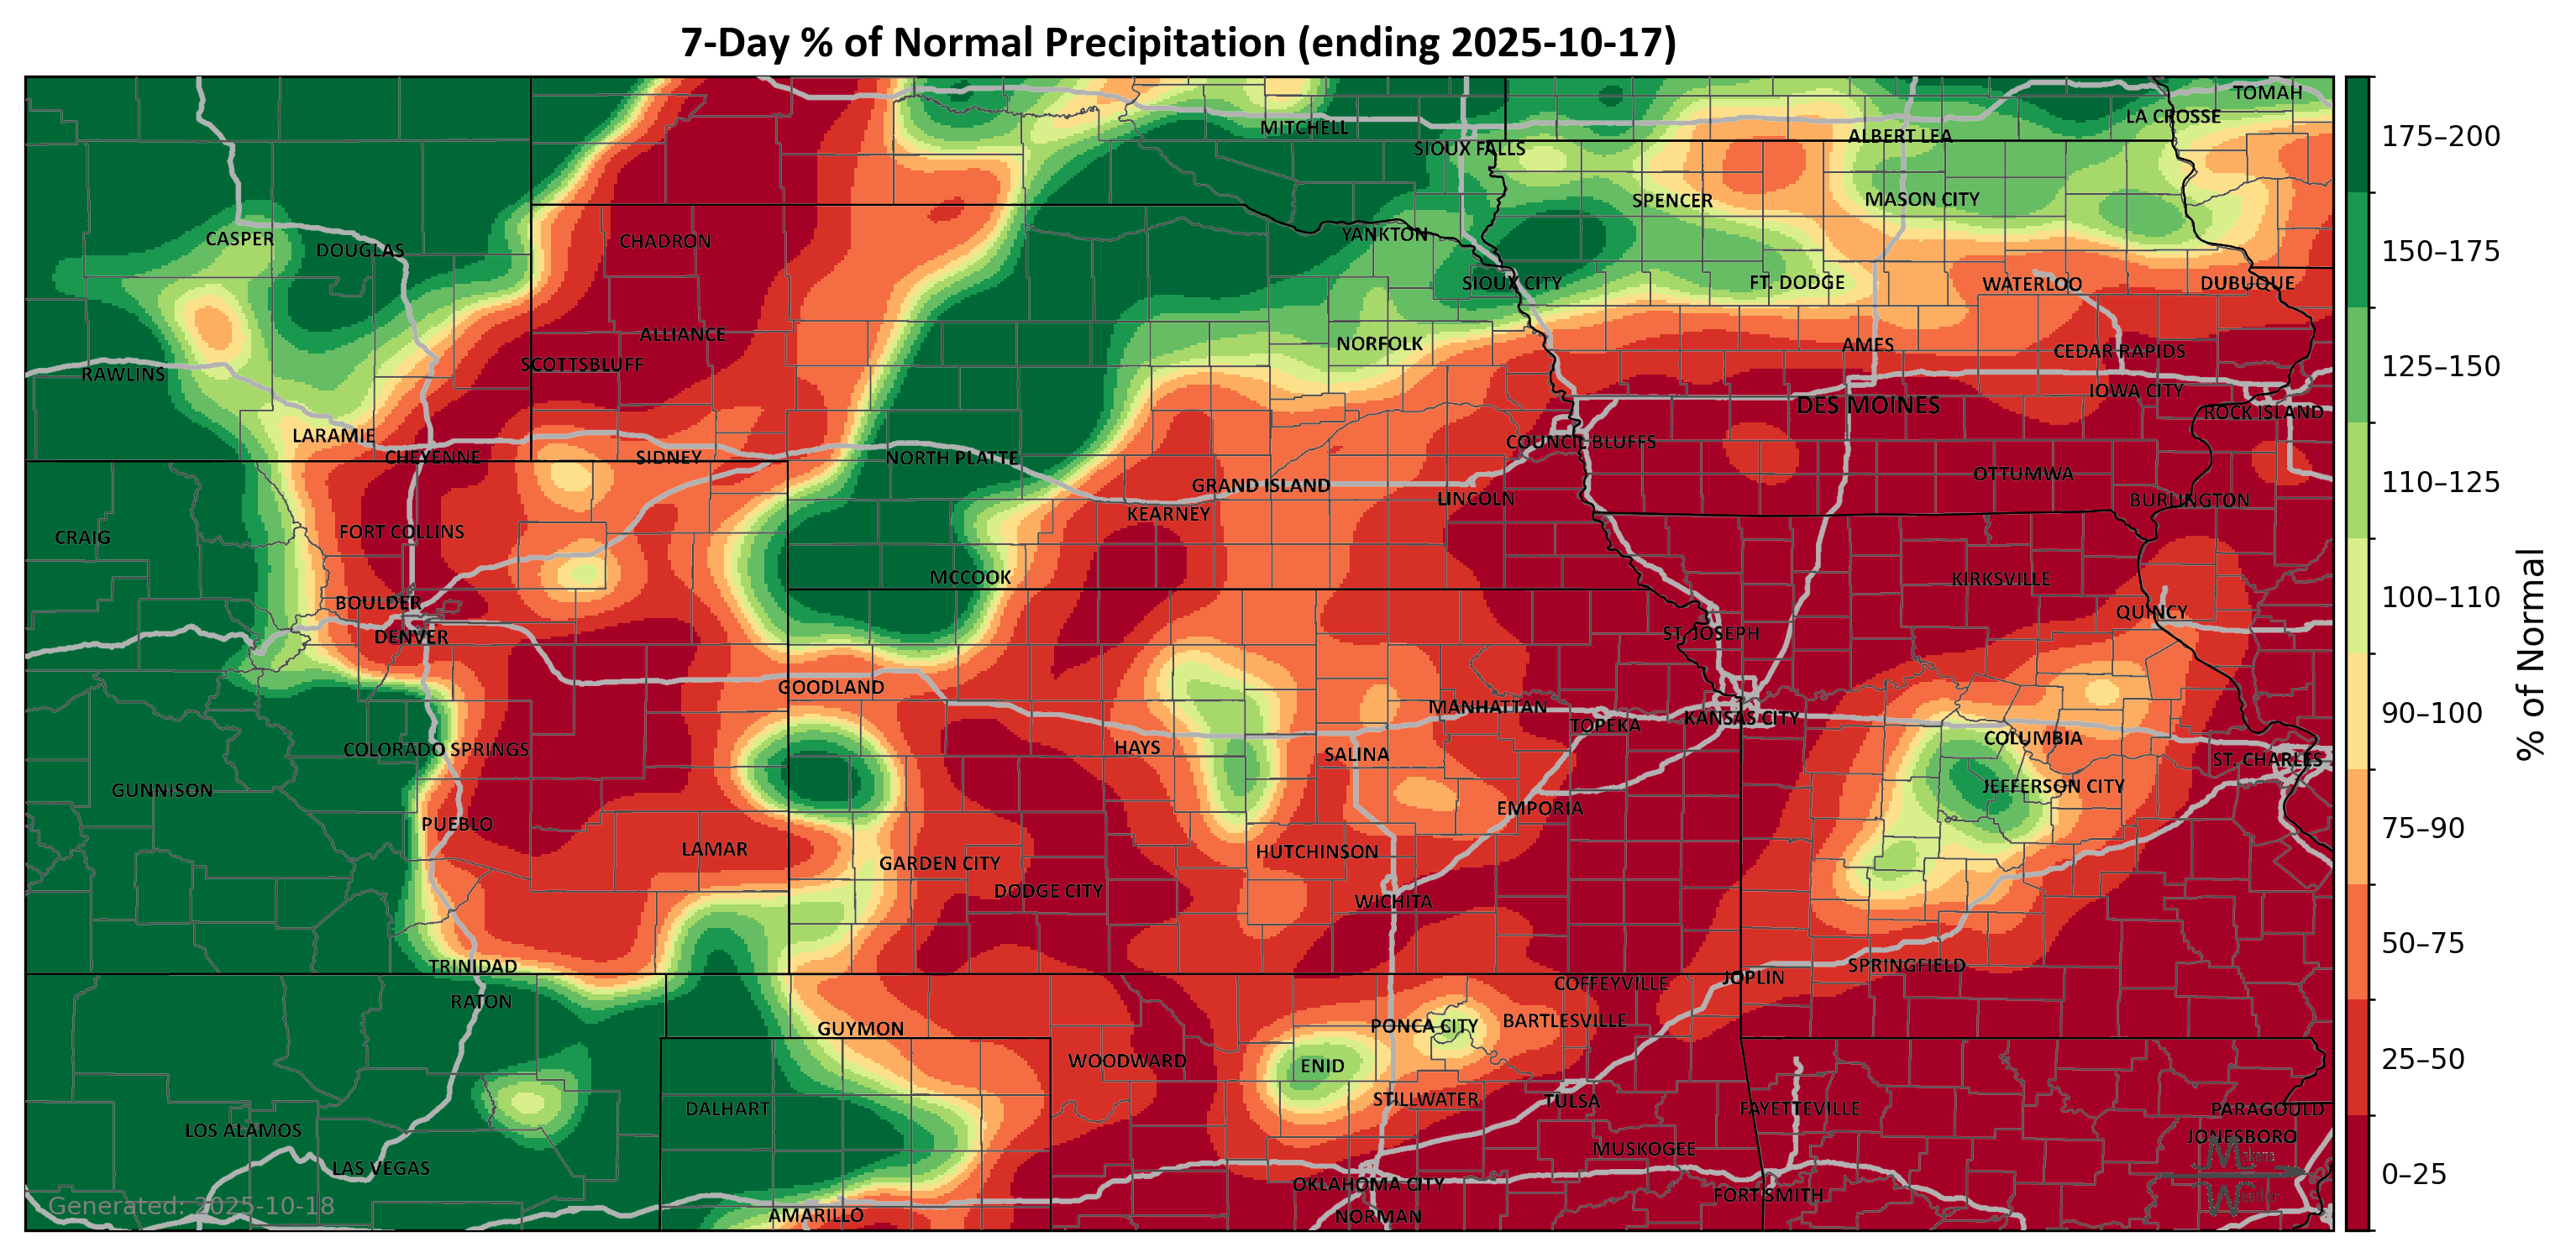 7-Day % of Normal Precipitation (ending 2025-10-17)
TOMAH
LA CROSSE
MITCHELL
ALBERT LEA
SIOUX FALLS
SPENCER
MASON CITY
CASPER
DOUGLAS
CHADRON
YANKTON
SIOUX CITY
FT. DODGE
WATERLOO
DUBUQUE
ALLIANCE
NORFOLK
AMES
CEDAR RAPIDS
SCOTTSBLUFF
RAWLINS
IOWA CITY
DES MOINES
ROCK ISLAND
LARAMIE
COUNCIL BLUFFS
CHEYENNE
SIDNEY
NORTH PLATTE
OTTUMWA
GRAND ISLAND
LINCOLN
BURLINGTON
KEARNEY
CRAIG
FORT COLLINS
MCCOOK
KIRKSVILLE
BOULDER
QUINCY
DENVER
ST. JOSEPH
GOODLAND
MANHATTAN
TOPEKA
KANSAS CITY
COLORADO SPRINGS
HAYS
SALINA
COLUMBIA
ST. CHARLES
GUNNISON
JEFFERSON CITY
EMPORIA
PUEBLO
LAMAR
GARDEN CITY
HUTCHINSON
DODGE CITY
WICHITA
TRINIDAD
SPRINGFIELD
JOPLIN
COFFEYVILLE
RATON
GUYMON
PONCA CITY
BARTLESVILLE
WOODWARD
ENID
STILLWATER
TULSA
DALHART
FAYETTEVILLE
PARAGOULD
LOS ALAMOS
JONESBORO
MUSKOGEE
LAS VEGAS
OKLAHOMA CITY
FORT SMITH
AMARILLO
NORMAN
Generated: 2025-10-18
175–200
150–175
125–150
110–125
100–110
90–100
75–90
50–75
25–50
0–25
% of Normal